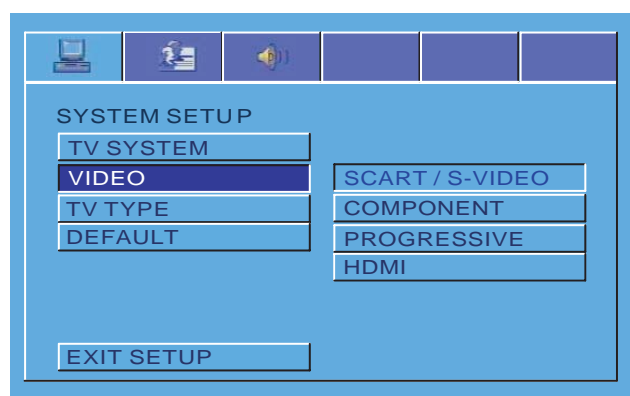 SYSTEM SETUP
TV SYSTEM
VIDEO
TV TYPE
DEFAULT
SCART / S-VIDEO
COMPONENT
PROGRESSIVE
HDMI
EXIT SETUP